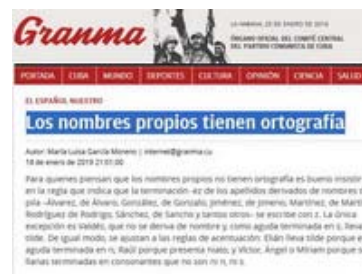 Granma
LA HABANA, 20 DE ENERO DE 2019
ÓRGANO OFICIAL DEL COMITÉ CENTRAL
DEL PARTIDO COMUNISTA DE CUBA
PORTADA CUBA MUNDO DEPORTES CULTURA OPINIÓN CIENCIA SALUD
EL ESPAÑOL NUESTRO
Los nombres propios tienen ortografía
Autor: María Luisa García Moreno | internet@granma.cu
18 de enero de 2019 21:01:00
Para quienes piensan que los nombres propios no tienen ortografía es bueno insistir
en la regla que indica que la terminación -ez de los apellidos derivados de nombres
pila -Álvarez, de Álvaro, González, de Gonzalo, Jiménez, de Jimeno, Martínez, de
Rodríguez de Rodrigo, Sánchez, de Sancho y tantos otros- se escribe con z. La única
excepción es Valdés, que no se deriva de nombre y, como aguda terminada en s, lleva
tilde. De igual modo, se ajustan a las reglas de acentuación: Elián lleva tilde porque
aguda terminada en n, Raúl porque presenta hiato, y Víctor, Ángel o Míriam porque
llanas terminadas en consonantes que no son ni n, ni s.